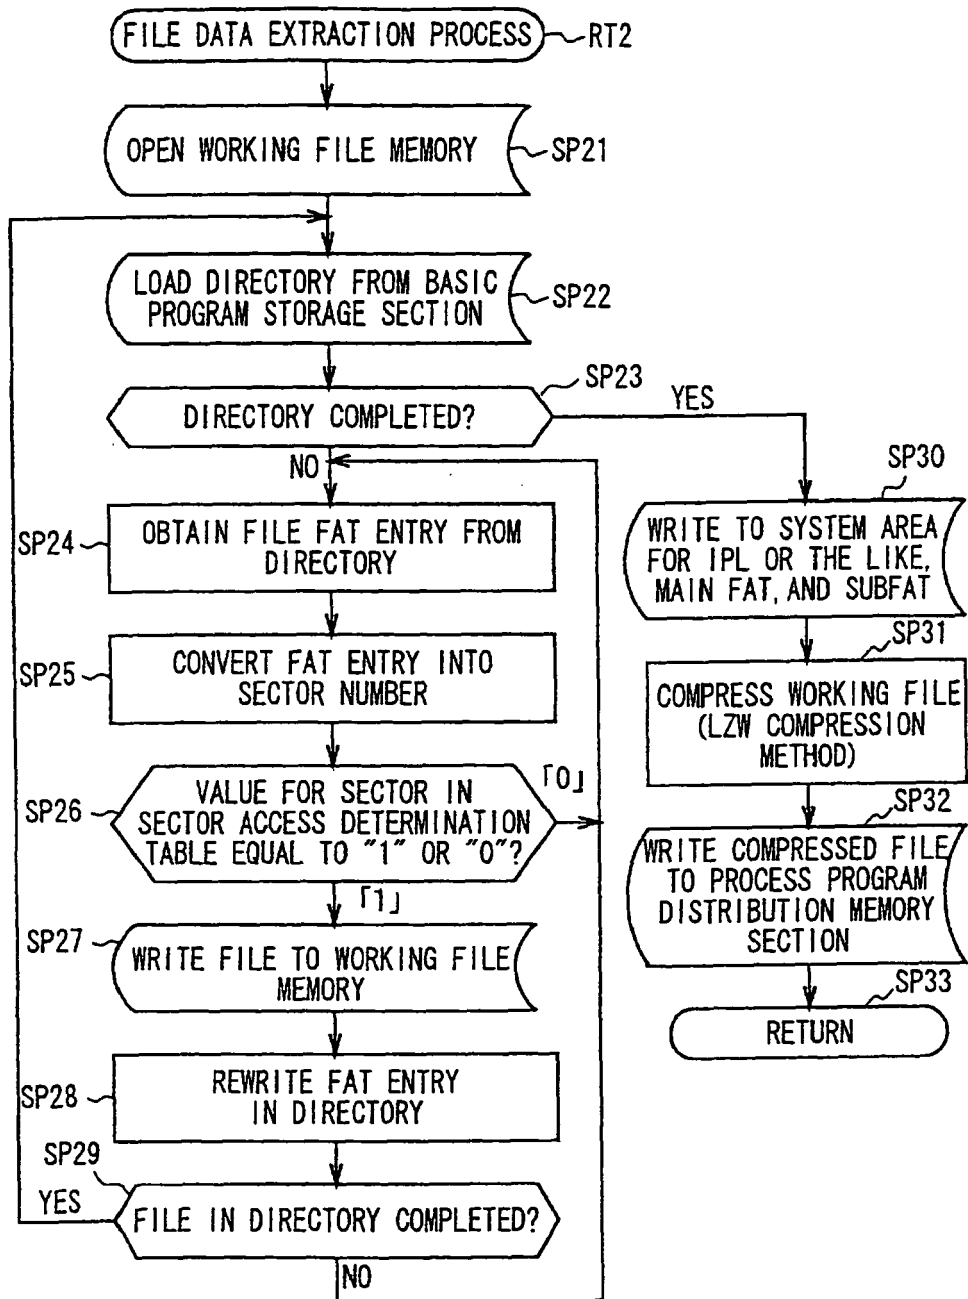 FILE DATA EXTRACTION PROCESS
RT2
OPEN WORKING FILE MEMORY
SP21
LOAD DIRECTORY FROM BASIC
PROGRAM STORAGE SECTION
SP22
SP23
DIRECTORY COMPLETED?
YES
NO
SP24
OBTAIN FILE FAT ENTRY FROM
DIRECTORY
SP25
CONVERT FAT ENTRY INTO
SECTOR NUMBER
SP26
VALUE FOR SECTOR IN
SECTOR ACCESS DETERMINATION
TABLE EQUAL TO "1" OR "0"?
「0」
「1」
SP27
WRITE FILE TO WORKING FILE
MEMORY
SP28
REWRITE FAT ENTRY
IN DIRECTORY
SP29
YES
FILE IN DIRECTORY COMPLETED?
NO
SP30
WRITE TO SYSTEM AREA
FOR IPL OR THE LIKE,
MAIN FAT, AND SUBFAT
SP31
COMPRESS WORKING FILE
(LZW COMPRESSION
METHOD)
SP32
WRITE COMPRESSED FILE
TO PROCESS PROGRAM
DISTRIBUTION MEMORY
SECTION
SP33
RETURN